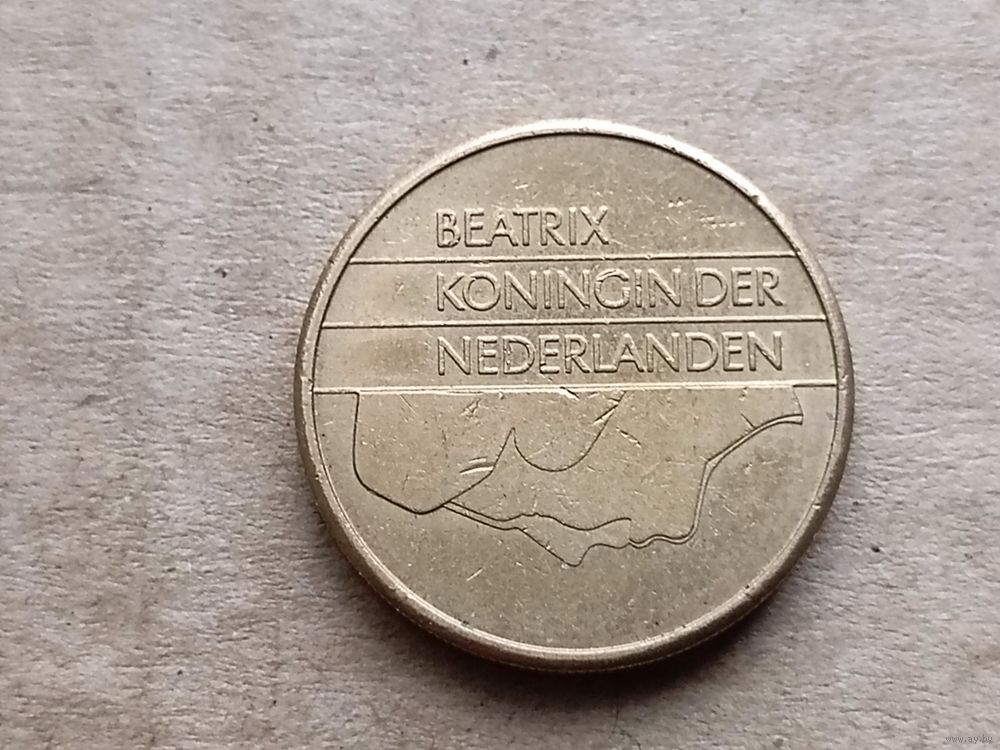 BEATRIX
KONINGIN DER
NEDERLANDEN
www.ay.by